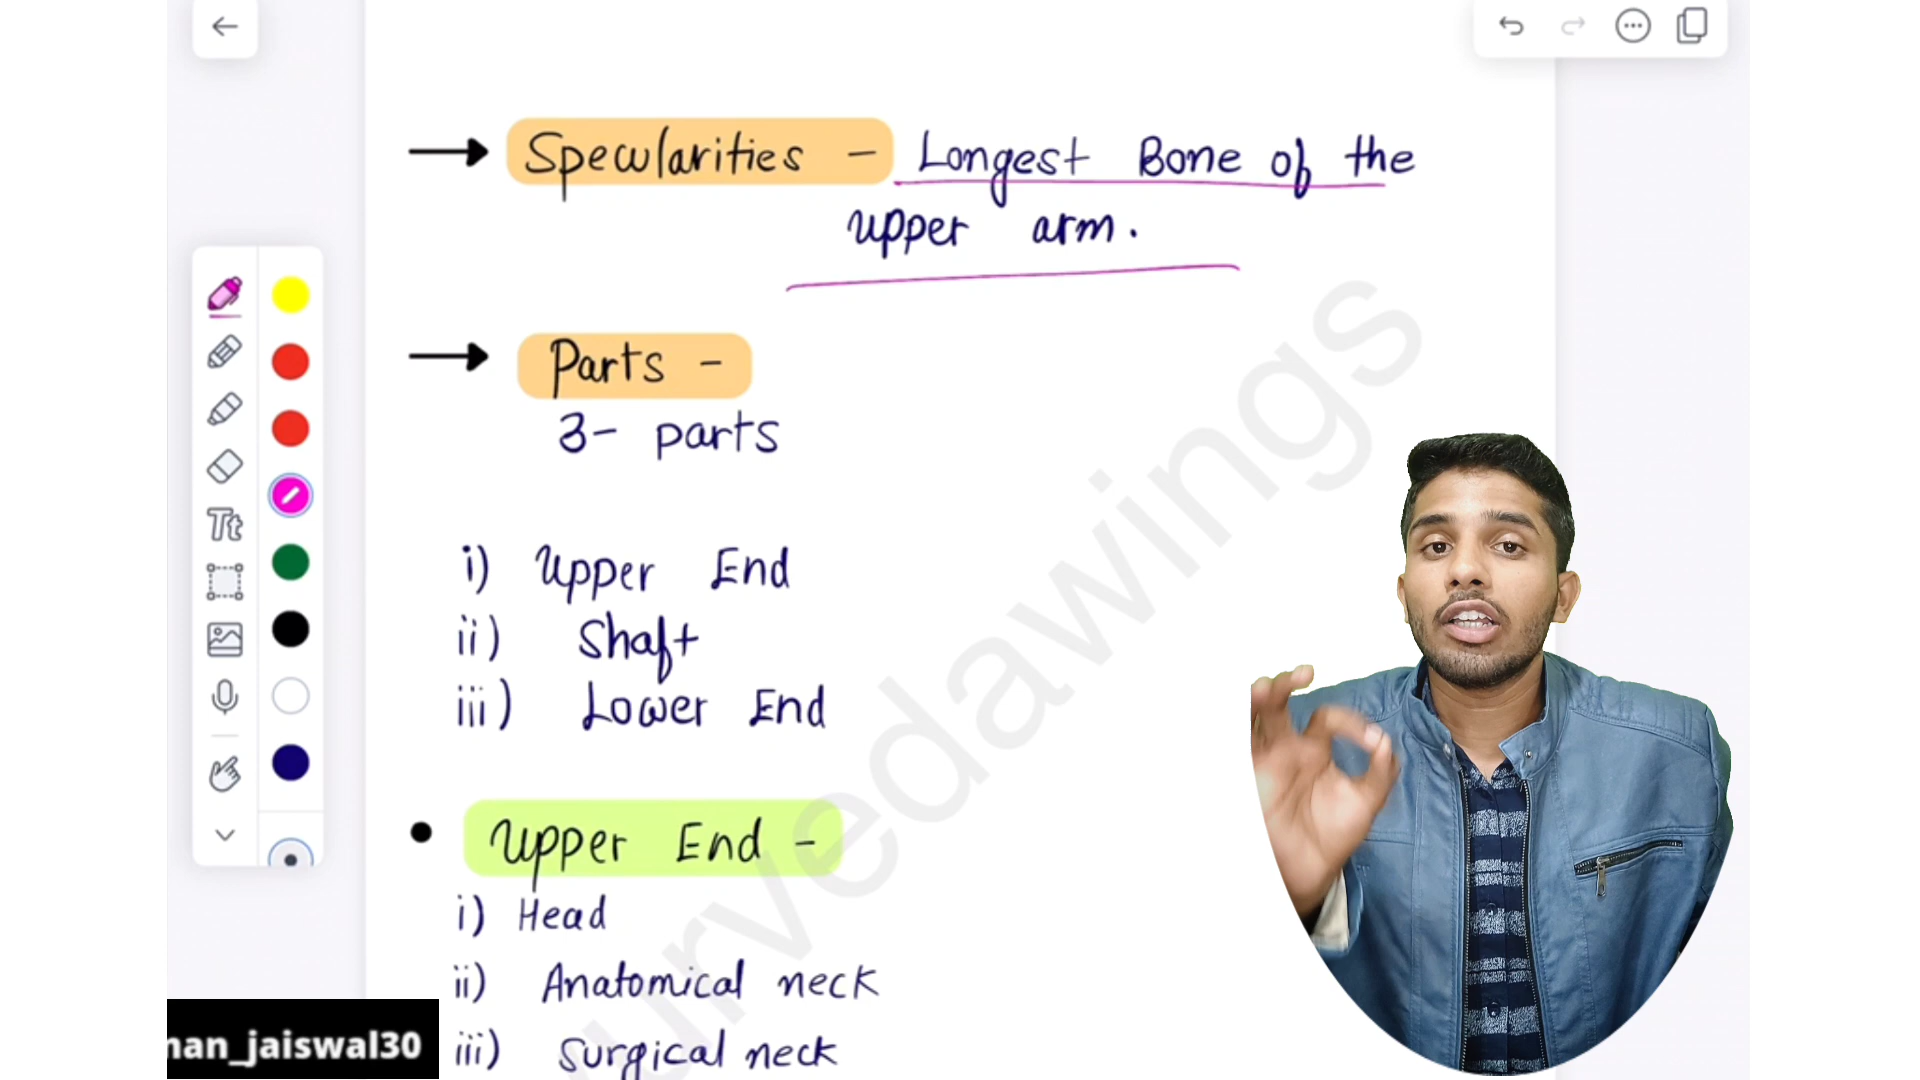 Specularities - Longest Bone of the
upper arm.
Parts -
3- parts
i) Upper End
ii) Shaft
iii) Lower End
Upper End -
i) Head
ii) Anatomical neck
iii) Surgical neck
Tt
urvedawings
nan_jaiswal30